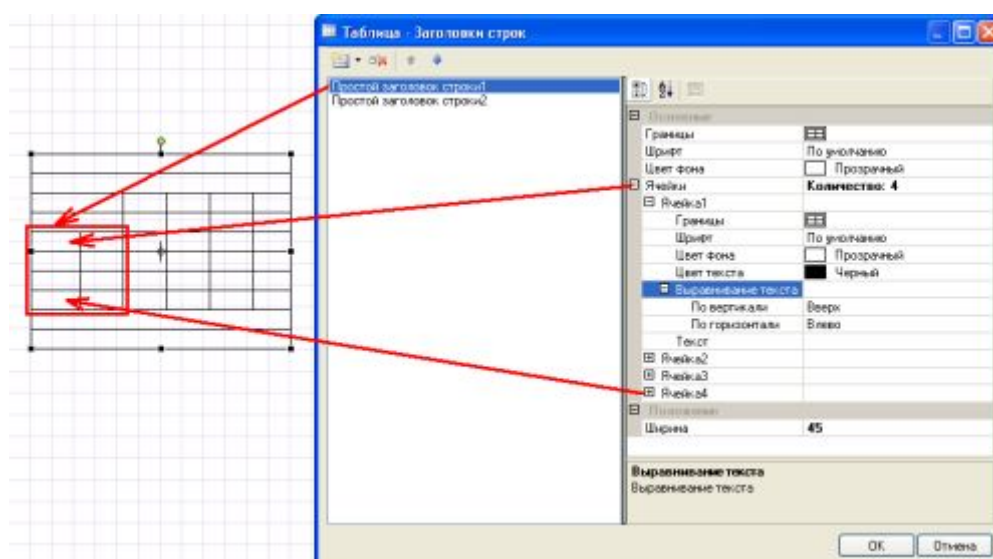 Таблица - Заголовки строк
Простой заголовок строки1
Простой заголовок строки2
Основные
Границы
Шрифт По умолчанию
Цвет фона Прозрачный
Ячейки Количество: 4
Ячейка1
Границы
Шрифт По умолчанию
Цвет фона Прозрачный
Цвет текста Черный
Выравнивание текста
По вертикали Вверх
По горизонтали Влево
Текст
Ячейка2
Ячейка3
Ячейка4
Положение
Ширина 45
Выравнивание текста
Выравнивание текста
OK Отмена